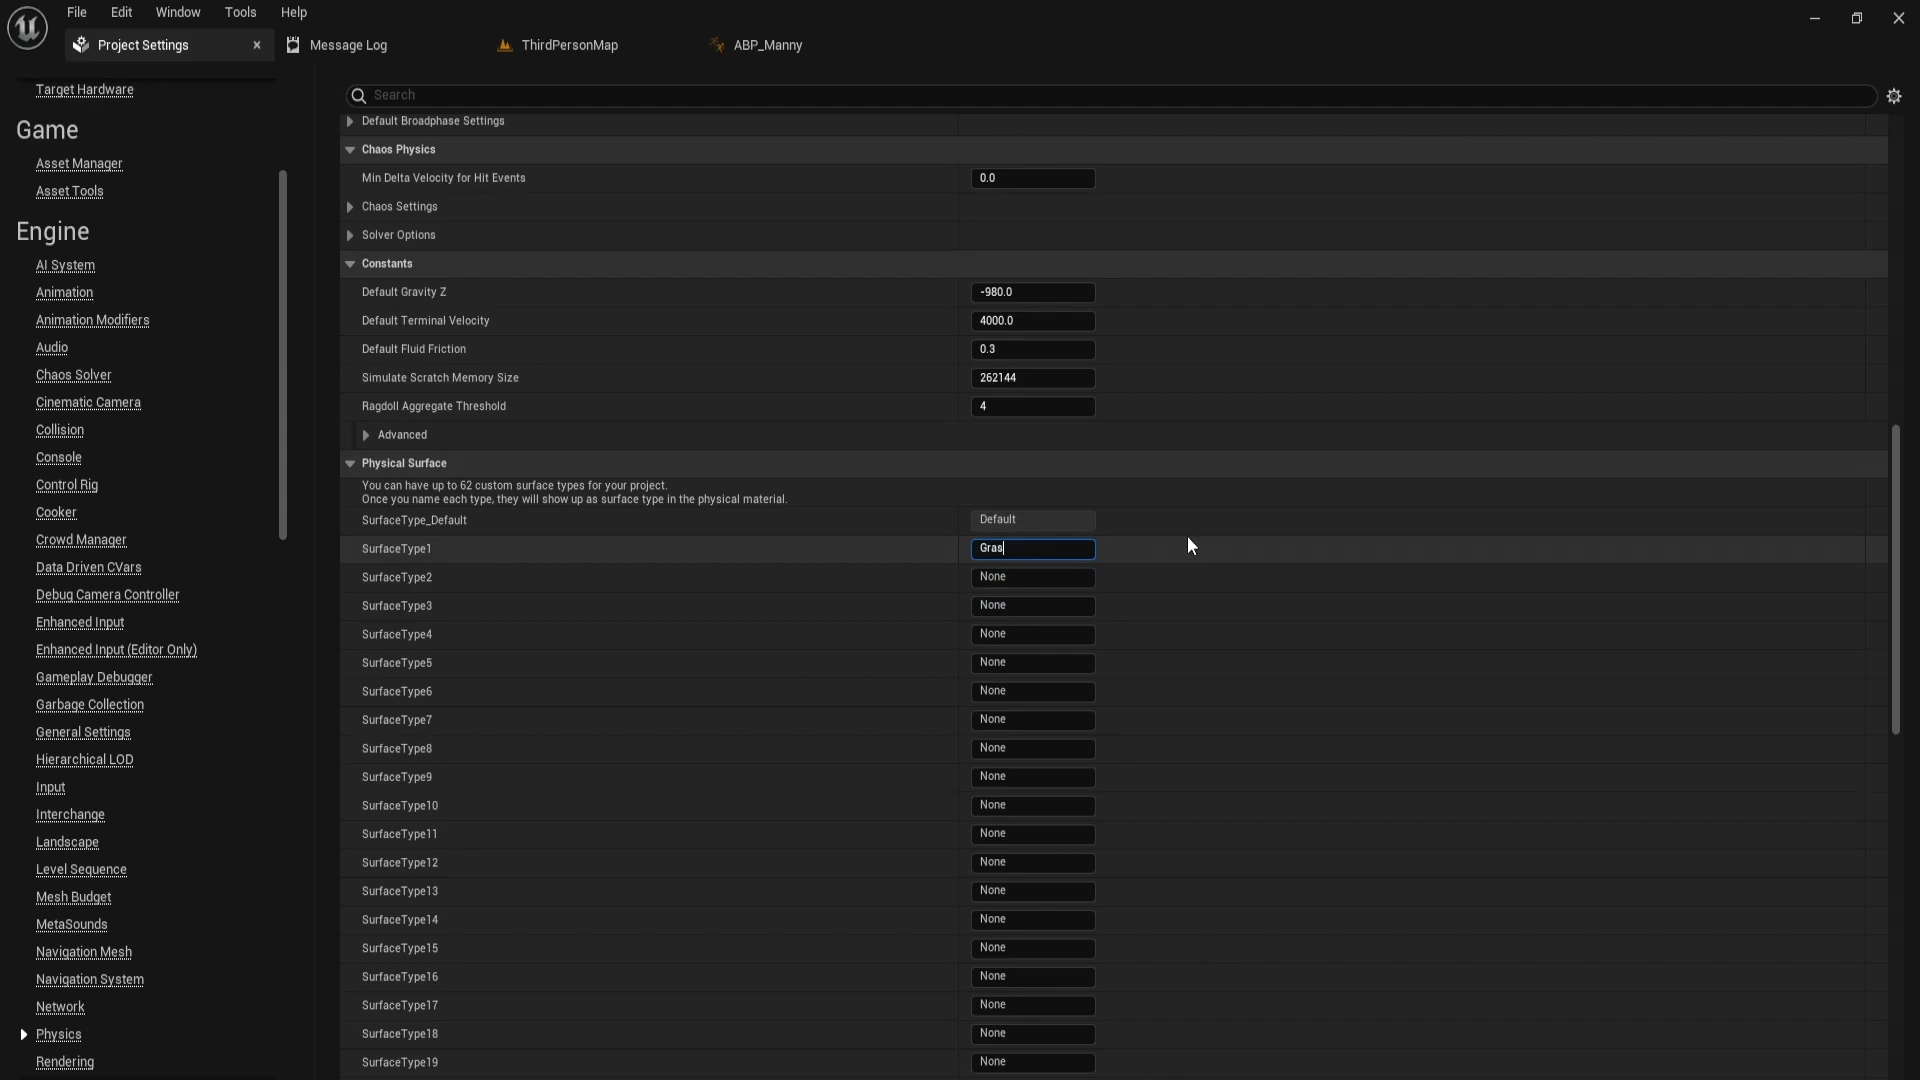 File Edit Window Tools Help
Project Settings Message Log ThirdPersonMap ABP_Manny
Target Hardware
Game
Asset Manager
Asset Tools
Engine
AI System
Animation
Animation Modifiers
Audio
Chaos Solver
Cinematic Camera
Collision
Console
Control Rig
Cooker
Crowd Manager
Data Driven CVars
Debug Camera Controller
Enhanced Input
Enhanced Input (Editor Only)
Gameplay Debugger
Garbage Collection
General Settings
Hierarchical LOD
Input
Interchange
Landscape
Level Sequence
Mesh Budget
MetaSounds
Navigation Mesh
Navigation System
Network
Physics
Rendering
Search
Default Broadphase Settings
Chaos Physics
Min Delta Velocity for Hit Events 0.0
Chaos Settings
Solver Options
Constants
Default Gravity Z -980.0
Default Terminal Velocity 4000.0
Default Fluid Friction 0.3
Simulate Scratch Memory Size 262144
Ragdoll Aggregate Threshold 4
Advanced
Physical Surface
You can have up to 62 custom surface types for your project.
Once you name each type, they will show up as surface type in the physical material.
SurfaceType_Default Default
SurfaceType1 Gras
SurfaceType2 None
SurfaceType3 None
SurfaceType4 None
SurfaceType5 None
SurfaceType6 None
SurfaceType7 None
SurfaceType8 None
SurfaceType9 None
SurfaceType10 None
SurfaceType11 None
SurfaceType12 None
SurfaceType13 None
SurfaceType14 None
SurfaceType15 None
SurfaceType16 None
SurfaceType17 None
SurfaceType18 None
SurfaceType19 None